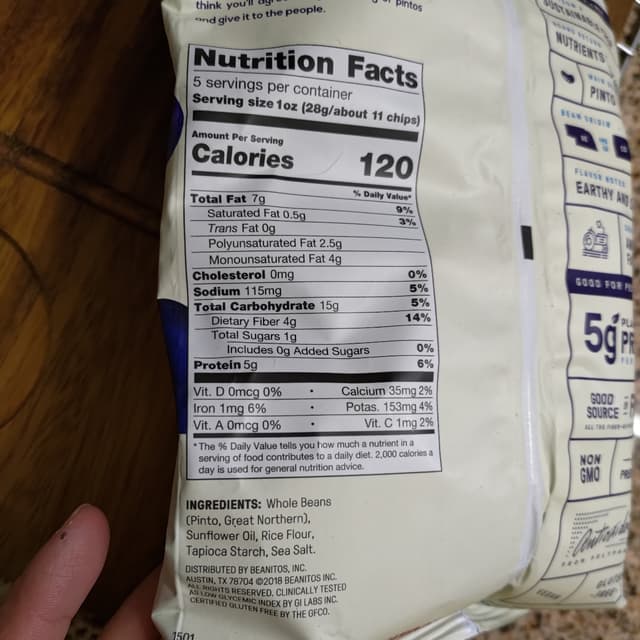 think you'll
pintos
and give it to the people.
Nutrition Facts
5 servings per container
Serving size 1oz (28g/about 11 chips)
Amount Per Serving
Calories 120
% Daily Value*
Total Fat 7g 9%
Saturated Fat 0.5g 3%
Trans Fat 0g
Polyunsaturated Fat 2.5g
Monounsaturated Fat 4g
Cholesterol 0mg 0%
Sodium 115mg 5%
Total Carbohydrate 15g 5%
Dietary Fiber 4g 14%
Total Sugars 1g
Includes 0g Added Sugars 0%
Protein 5g 6%
Vit. D 0mcg 0% • Calcium 35mg 2%
Iron 1mg 6% • Potas. 153mg 4%
Vit. A 0mcg 0% • Vit. C 1mg 2%
*The % Daily Value tells you how much a nutrient in a
serving of food contributes to a daily diet. 2,000 calories a
day is used for general nutrition advice.
INGREDIENTS: Whole Beans
(Pinto, Great Northern),
Sunflower Oil, Rice Flour,
Tapioca Starch, Sea Salt.
DISTRIBUTED BY BEANITOS, INC.
AUSTIN, TX 78704 ©2018 BEANITOS INC.
ALL RIGHTS RESERVED. CLINICALLY TESTED
AS LOW GLYCEMIC INDEX BY GI LABS INC.
CERTIFIED GLUTEN FREE BY THE GFCO.
1501
NUTRIENTS
PINTO
BEAN ORIGIN
FLAVOR NOTES
EARTHY AND
GOOD FOR
5g
GOOD
SOURCE
NON
GMO